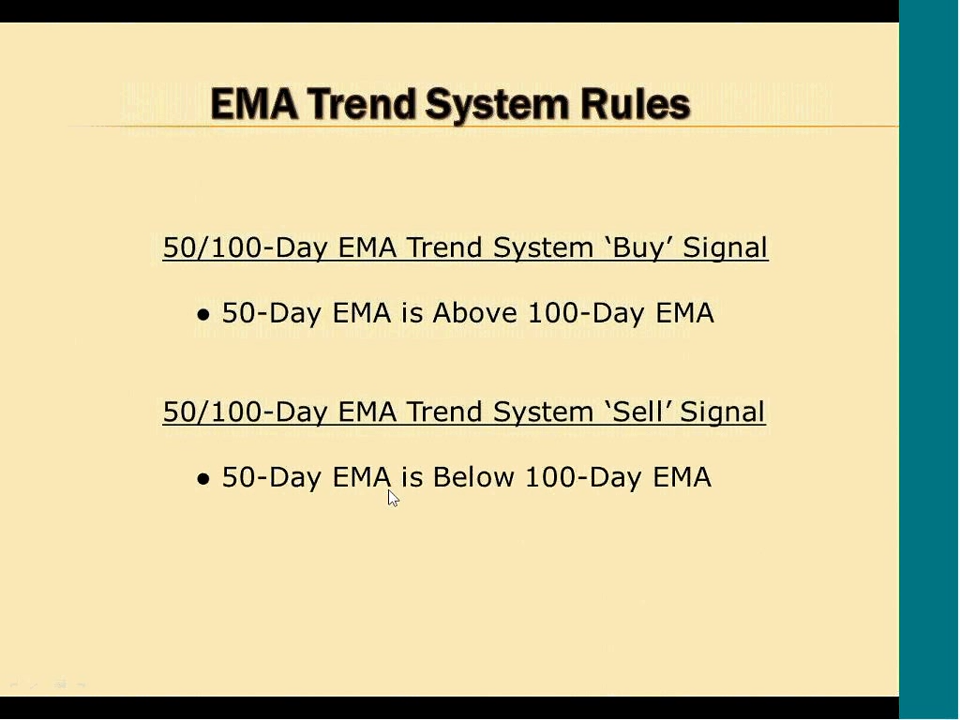 EMA Trend System Rules
50/100-Day EMA Trend System ‘Buy’ Signal
● 50-Day EMA is Above 100-Day EMA
50/100-Day EMA Trend System ‘Sell’ Signal
● 50-Day EMA is Below 100-Day EMA